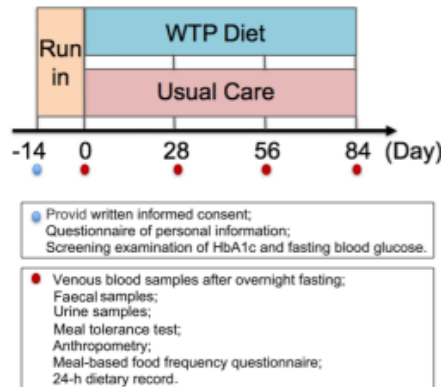 Run in
WTP Diet
Usual Care
-14 0 28 56 84 (Day)
Provid written informed consent;
Questionnaire of personal information;
Screening examination of HbA1c and fasting blood glucose.
Venous blood samples after overnight fasting;
Faecal samples;
Urine samples;
Meal tolerance test;
Anthropometry;
Meal-based food frequency questionnaire;
24-h dietary record.